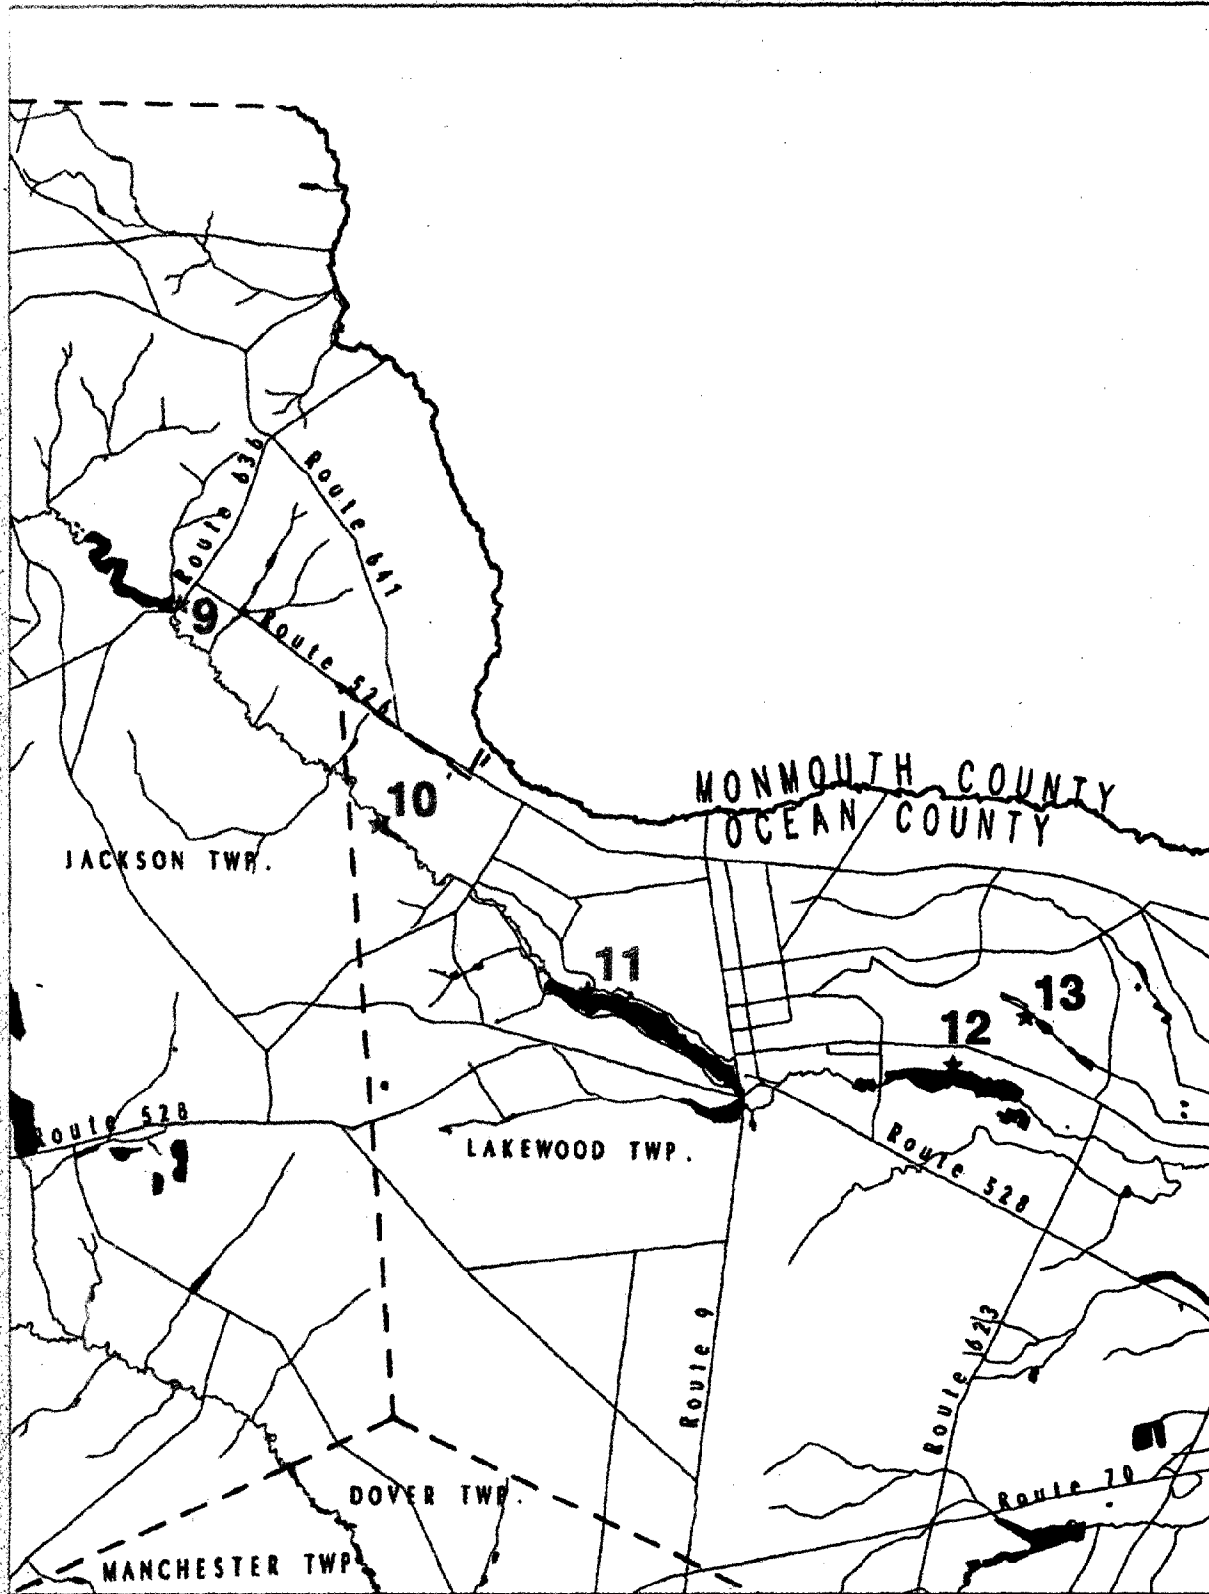 Route 636
Route 641
9
Route 526
MONMOUTH COUNTY
OCEAN COUNTY
10
JACKSON TWP.
11
13
12
Route 528
LAKEWOOD TWP.
Route 528
Route 9
Route 623
Route 70
DOVER TWP.
MANCHESTER TWP